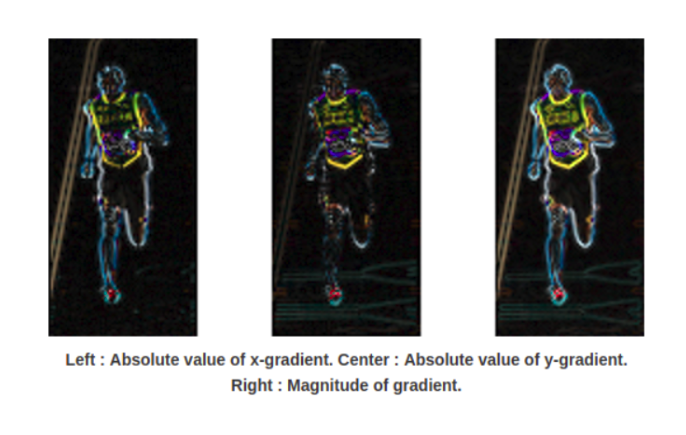 Left : Absolute value of x-gradient. Center : Absolute value of y-gradient.
Right : Magnitude of gradient.